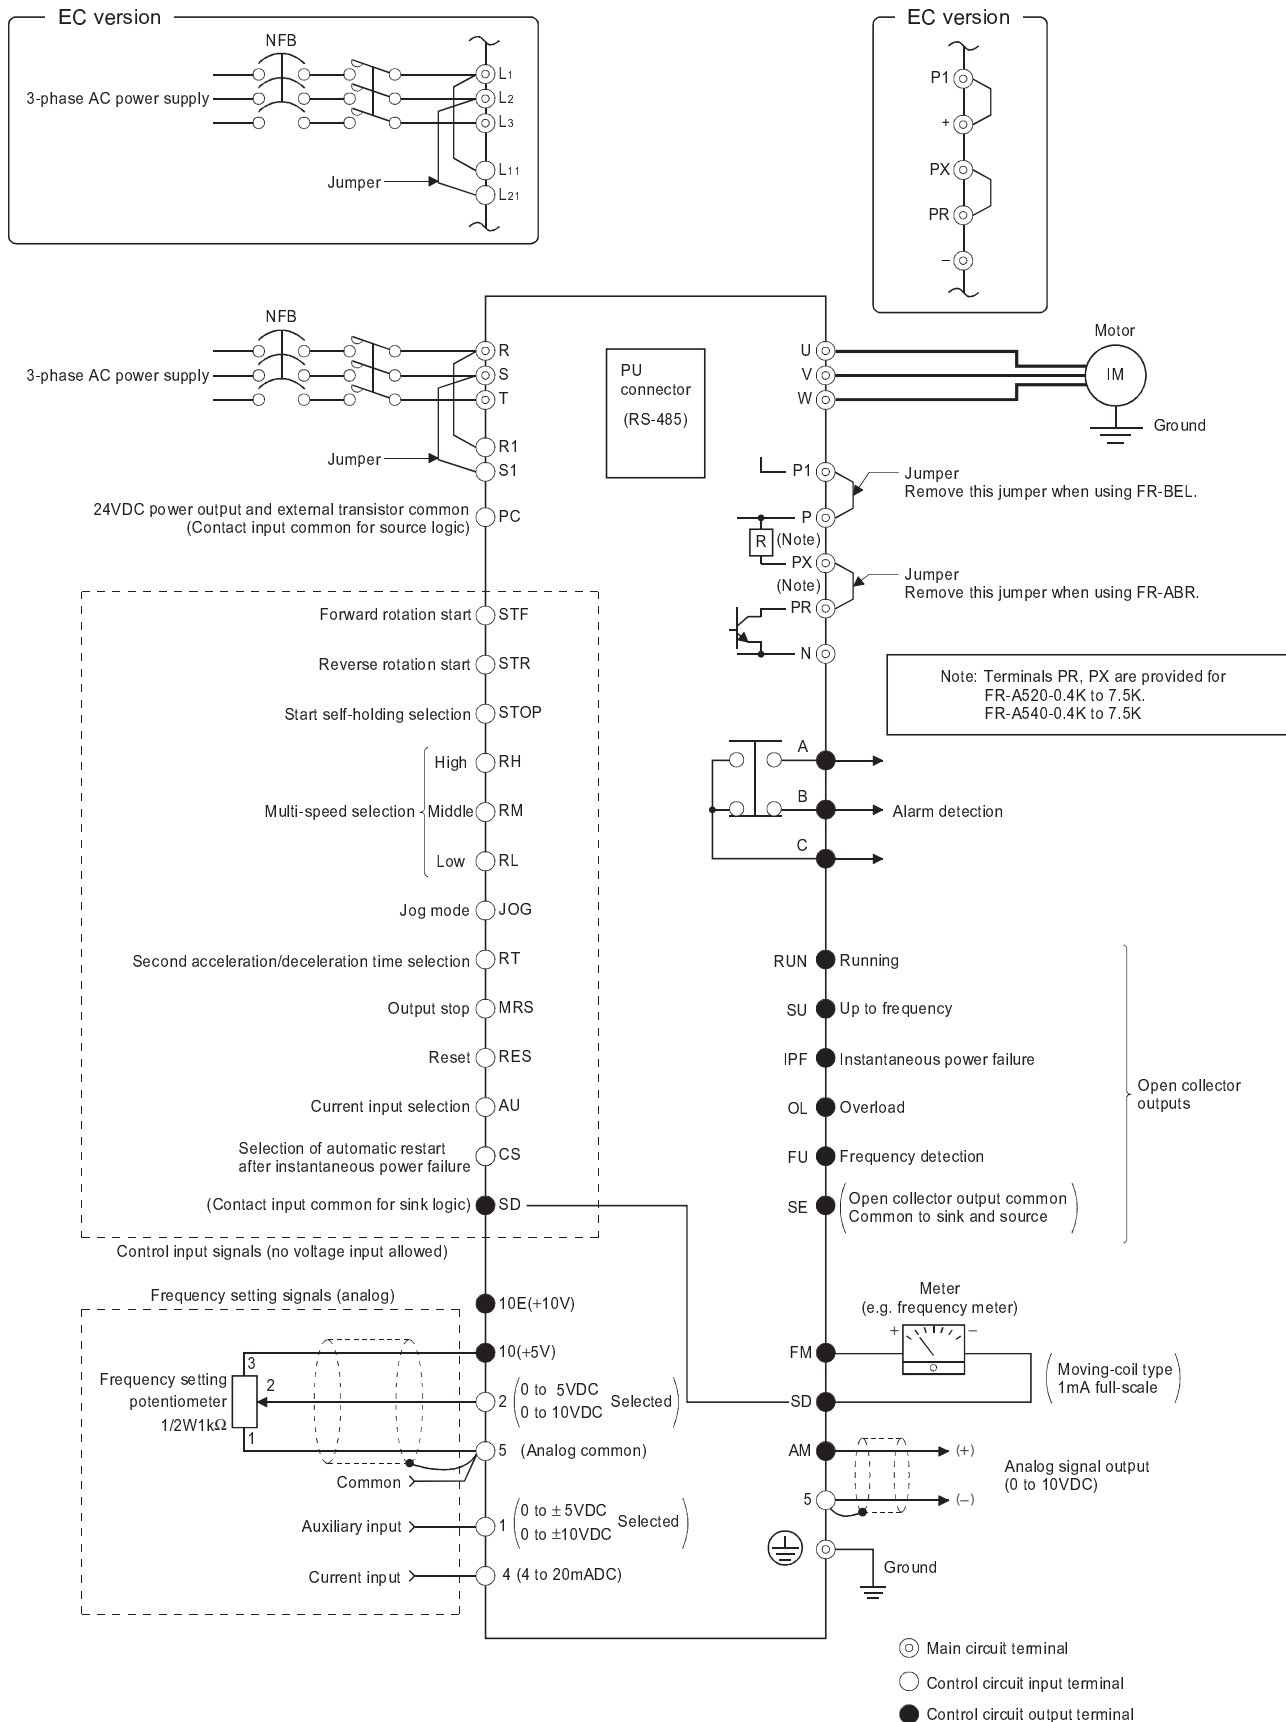 EC version
NFB
3-phase AC power supply
L1
L2
L3
L11
L21
Jumper
EC version
P1
+
PX
PR
−
NFB
3-phase AC power supply
R
S
T
R1
S1
Jumper
PU
connector
(RS-485)
U
V
W
Motor
IM
Ground
24VDC power output and external transistor common
(Contact input common for source logic)
PC
P1
Jumper
Remove this jumper when using FR-BEL.
P
R
(Note)
PX
(Note)
Jumper
Remove this jumper when using FR-ABR.
PR
N
Note: Terminals PR, PX are provided for
FR-A520-0.4K to 7.5K.
FR-A540-0.4K to 7.5K
Forward rotation start STF
Reverse rotation start STR
Start self-holding selection STOP
Multi-speed selection
High RH
Middle RM
Low RL
Jog mode JOG
Second acceleration/deceleration time selection RT
Output stop MRS
Reset RES
Current input selection AU
Selection of automatic restart
after instantaneous power failure
CS
(Contact input common for sink logic) SD
Control input signals (no voltage input allowed)
A
B
C
Alarm detection
RUN Running
SU Up to frequency
IPF Instantaneous power failure
OL Overload
FU Frequency detection
SE
Open collector output common
Common to sink and source
Open collector
outputs
Frequency setting signals (analog)
10E(+10V)
10(+5V)
3
2
1
Frequency setting
potentiometer
1/2W1kΩ
2
0 to 5VDC
0 to 10VDC
Selected
5 (Analog common)
Common
Auxiliary input
1
0 to ± 5VDC
0 to ±10VDC
Selected
Current input
4 (4 to 20mADC)
Meter
(e.g. frequency meter)
+
−
FM
SD
Moving-coil type
1mA full-scale
AM
(+)
5
(−)
Analog signal output
(0 to 10VDC)
Ground
Main circuit terminal
Control circuit input terminal
Control circuit output terminal